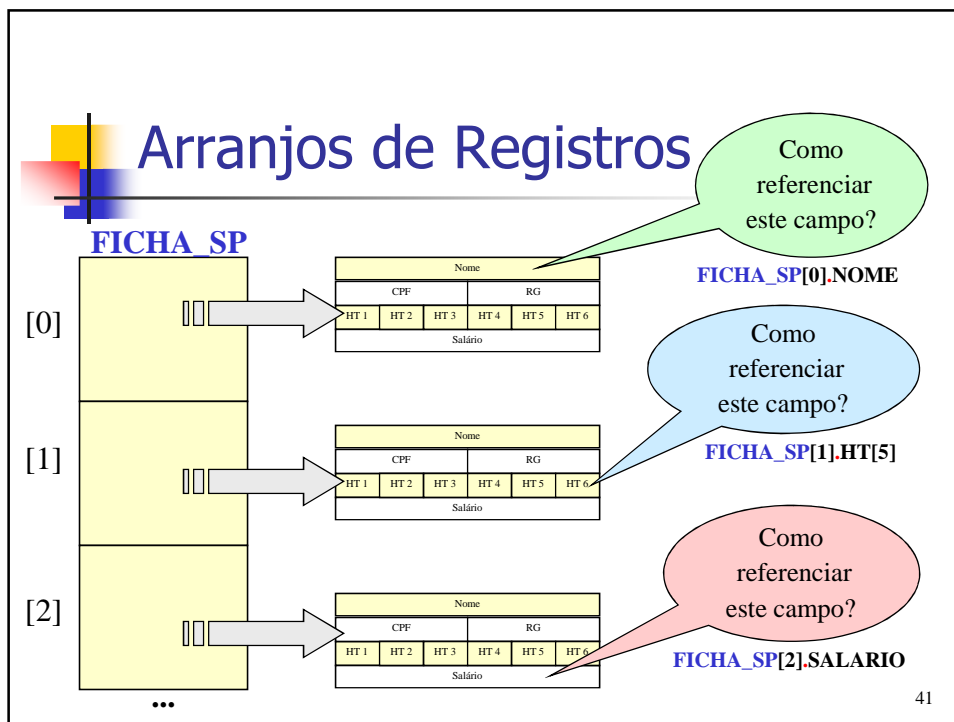 Arranjos de Registros
FICHA_SP
[0]
Nome
CPF RG
HT 1 HT 2 HT 3 HT 4 HT 5 HT 6
Salário
Como
referenciar
este campo?
FICHA_SP[0].NOME
[1]
Nome
CPF RG
HT 1 HT 2 HT 3 HT 4 HT 5 HT 6
Salário
Como
referenciar
este campo?
FICHA_SP[1].HT[5]
[2]
Nome
CPF RG
HT 1 HT 2 HT 3 HT 4 HT 5 HT 6
Salário
Como
referenciar
este campo?
FICHA_SP[2].SALARIO
...
41